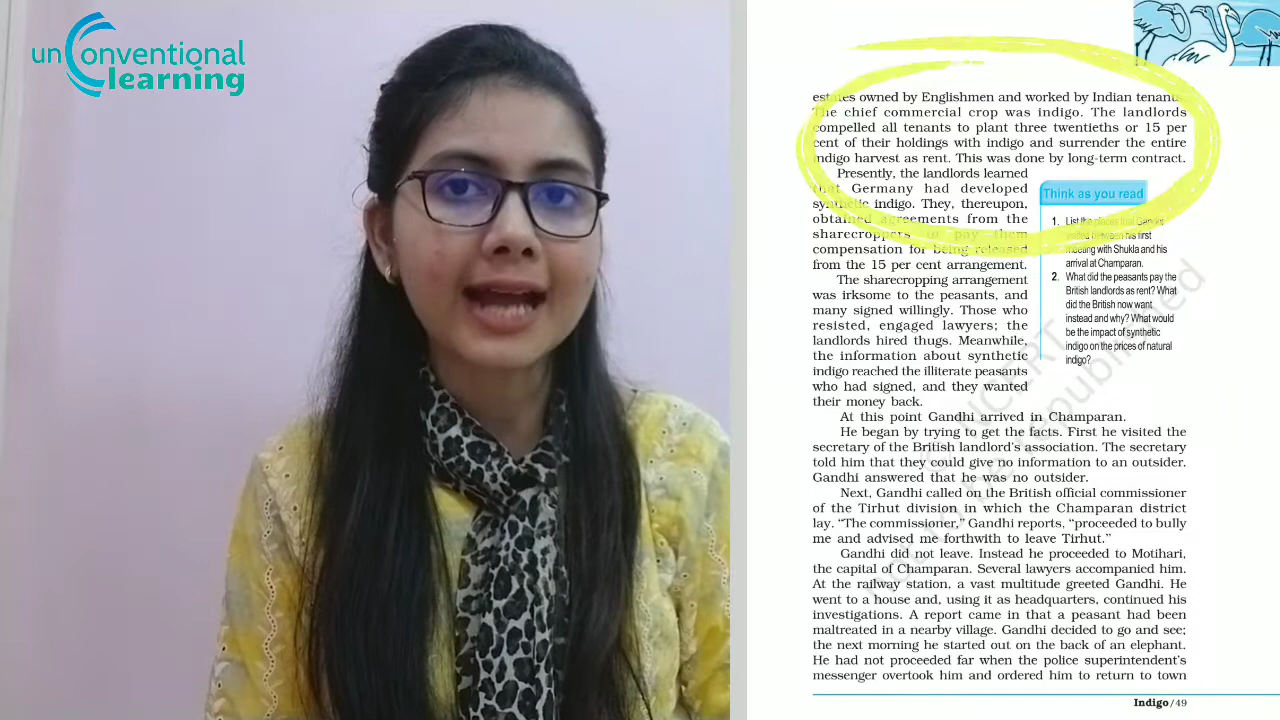 unConventional
learning
estates owned by Englishmen and worked by Indian tenants.
The chief commercial crop was indigo. The landlords
compelled all tenants to plant three twentieths or 15 per
cent of their holdings with indigo and surrender the entire
indigo harvest as rent. This was done by long-term contract.
Presently, the landlords learned
that Germany had developed
synthetic indigo. They, thereupon,
obtained agreements from the
sharecroppers to pay them
compensation for being released
from the 15 per cent arrangement.
The sharecropping arrangement
was irksome to the peasants, and
many signed willingly. Those who
resisted, engaged lawyers; the
landlords hired thugs. Meanwhile,
the information about synthetic
indigo reached the illiterate peasants
who had signed, and they wanted
their money back.
Think as you read
1. List the places that Gandhi
visited between his first
meeting with Shukla and his
arrival at Champaran.
2. What did the peasants pay the
British landlords as rent? What
did the British now want
instead and why? What would
be the impact of synthetic
indigo on the prices of natural
indigo?
At this point Gandhi arrived in Champaran.
He began by trying to get the facts. First he visited the
secretary of the British landlord's association. The secretary
told him that they could give no information to an outsider.
Gandhi answered that he was no outsider.
Next, Gandhi called on the British official commissioner
of the Tirhut division in which the Champaran district
lay. “The commissioner,” Gandhi reports, “proceeded to bully
me and advised me forthwith to leave Tirhut.”
Gandhi did not leave. Instead he proceeded to Motihari,
the capital of Champaran. Several lawyers accompanied him.
At the railway station, a vast multitude greeted Gandhi. He
went to a house and, using it as headquarters, continued his
investigations. A report came in that a peasant had been
maltreated in a nearby village. Gandhi decided to go and see;
the next morning he started out on the back of an elephant.
He had not proceeded far when the police superintendent's
messenger overtook him and ordered him to return to town
Indigo/49